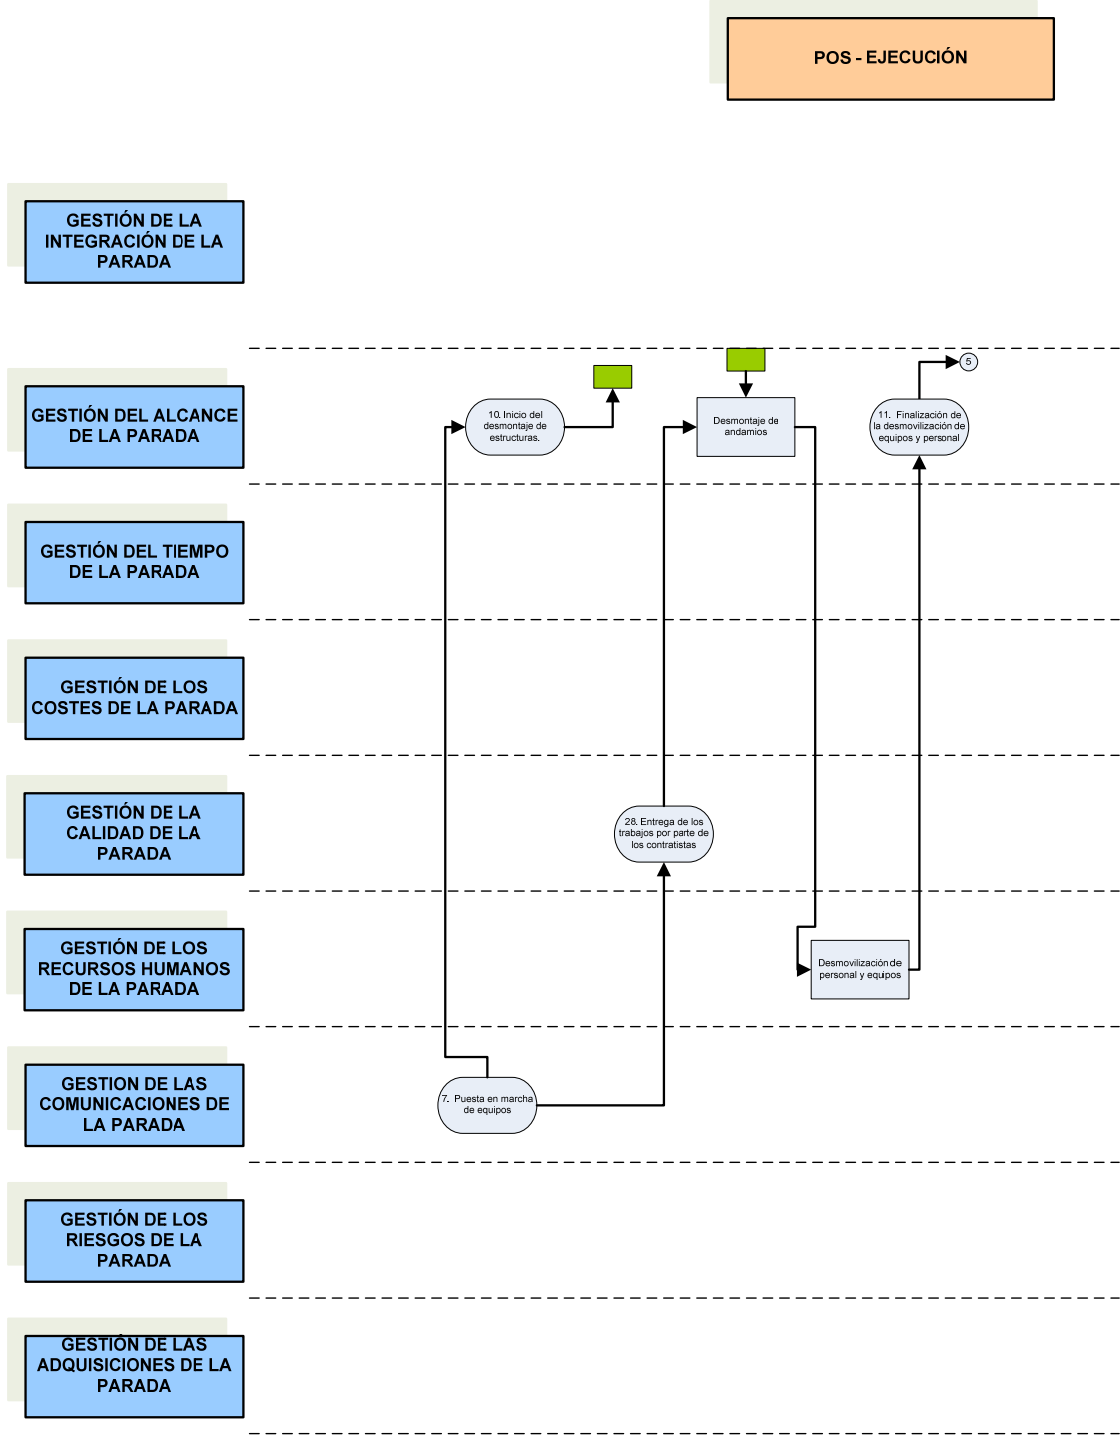 POS - EJECUCIÓN
GESTIÓN DE LA
INTEGRACIÓN DE LA
PARADA
GESTIÓN DEL ALCANCE
DE LA PARADA
10. Inicio del
desmontaje de
estructuras.
Desmontaje de
andamios
11. Finalización de
la desmovilización de
equipos y personal
5
GESTIÓN DEL TIEMPO
DE LA PARADA
GESTIÓN DE LOS
COSTES DE LA PARADA
GESTIÓN DE LA
CALIDAD DE LA
PARADA
28. Entrega de los
trabajos por parte de
los contratistas
GESTIÓN DE LOS
RECURSOS HUMANOS
DE LA PARADA
Desmovilización de
personal y equipos
GESTION DE LAS
COMUNICACIONES DE
LA PARADA
7. Puesta en marcha
de equipos
GESTIÓN DE LOS
RIESGOS DE LA
PARADA
GESTIÓN DE LAS
ADQUISICIONES DE LA
PARADA